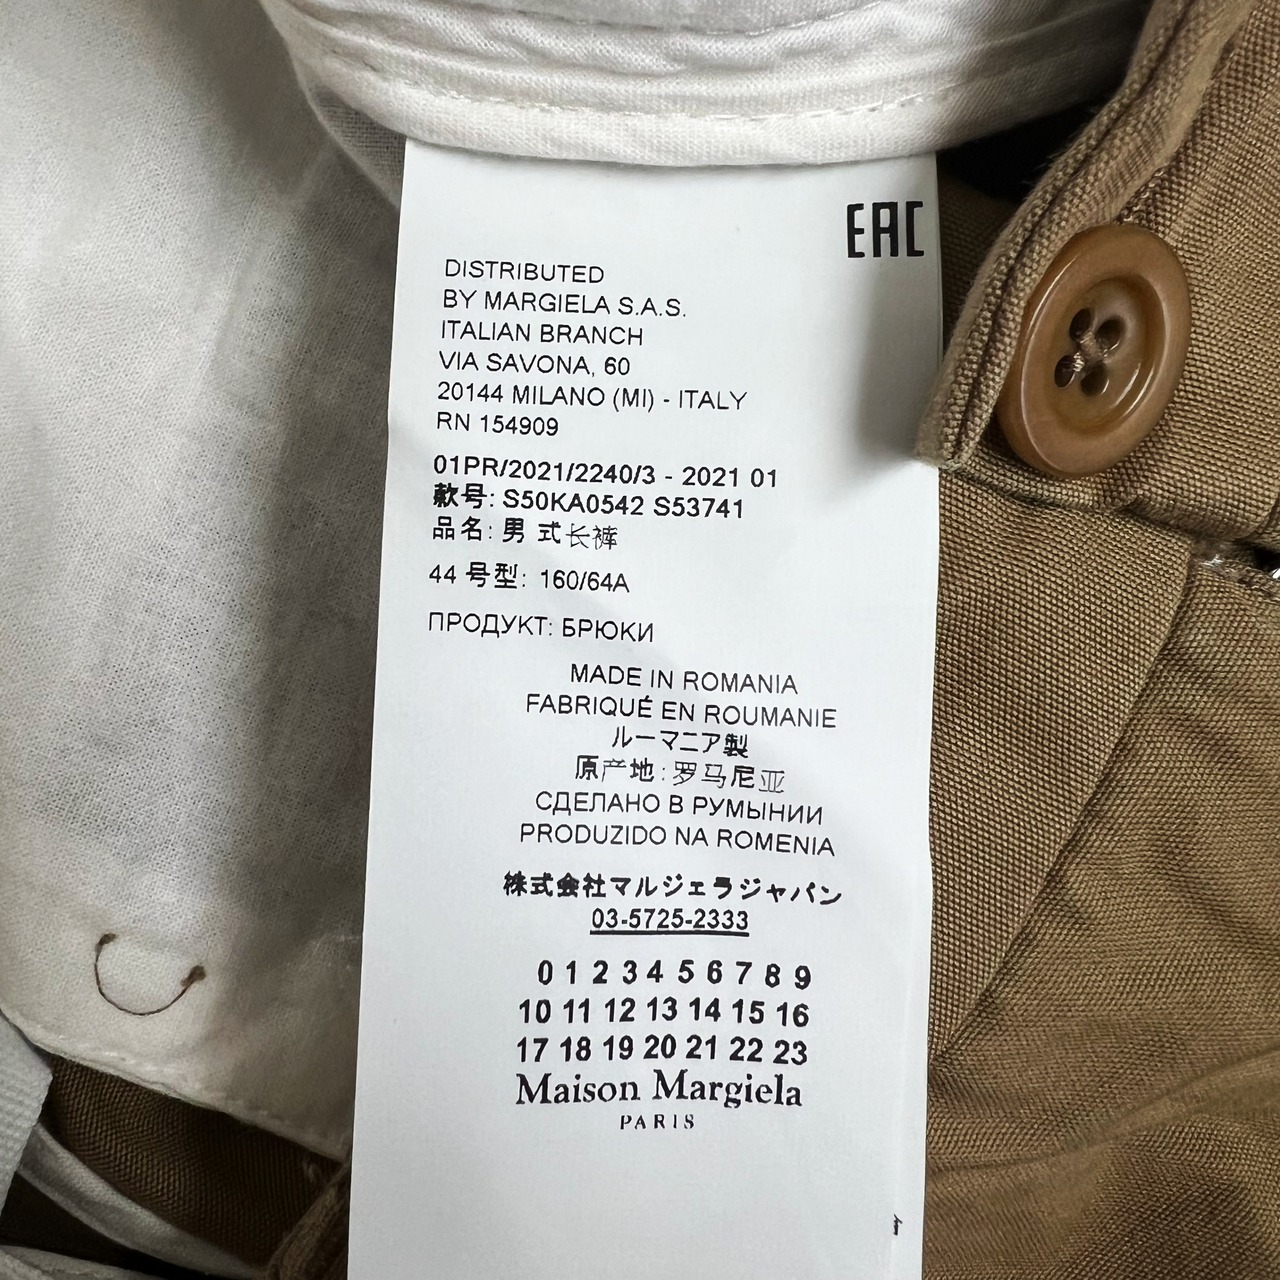 EAC
DISTRIBUTED
BY MARGIELA S.A.S.
ITALIAN BRANCH
VIA SAVONA, 60
20144 MILANO (MI) - ITALY
RN 154909
01PR/2021/2240/3 - 2021 01
款号: S50KA0542 S53741
品名: 男 式长裤
44 号型: 160/64A
ПРОДУКТ: БРЮКИ
MADE IN ROMANIA
FABRIQUÉ EN ROUMANIE
ルーマニア製
原产地: 罗马尼亚
СДЕЛАНО В РУМЫНИИ
PRODUZIDO NA ROMENIA
株式会社マルジェラジャパン
03-5725-2333
0 1 2 3 4 5 6 7 8 9
10 11 12 13 14 15 16
17 18 19 20 21 22 23
Maison Margiela
PARIS